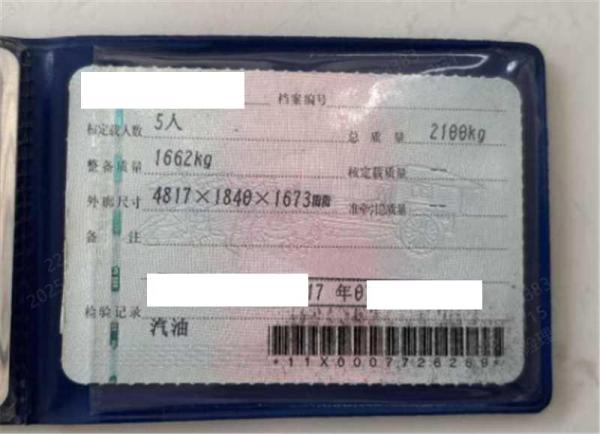 档案编号
核定载人数 5人 总质量 2100kg
整备质量 1662kg 核定载质量 --
外廓尺寸 4817×1840×1673mm 准牵引总质量 --
备注
17 年
检验记录
汽油
*11X0007726269*